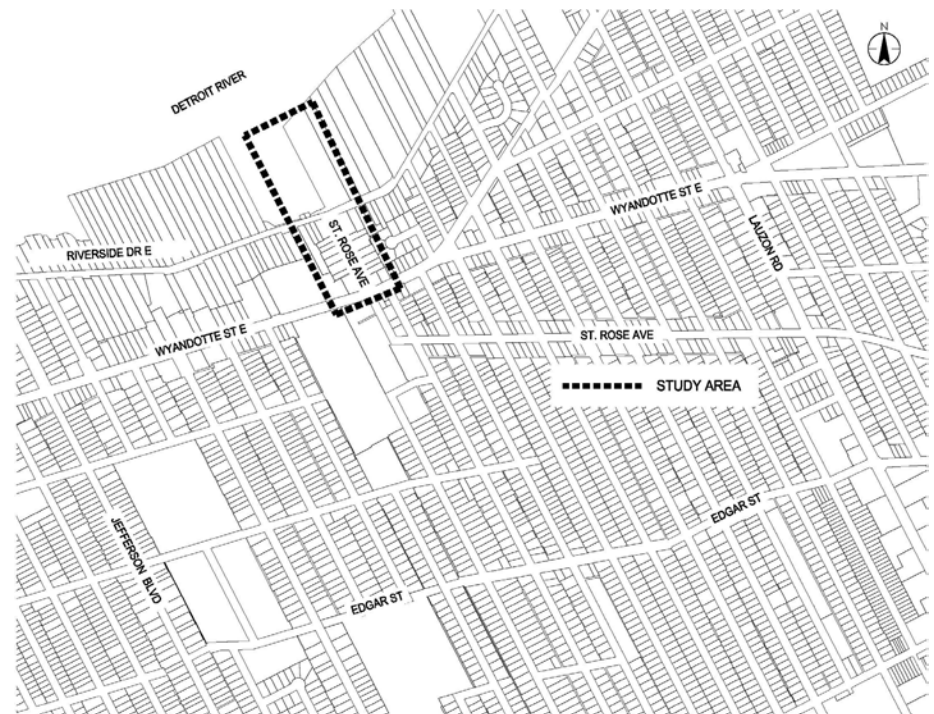 N
DETROIT RIVER
WYANDOTTE ST E
ST. ROSE AVE
LAUZON RD
RIVERSIDE DR E
WYANDOTTE ST E
ST. ROSE AVE
STUDY AREA
EDGAR ST
JEFFERSON BLVD
EDGAR ST